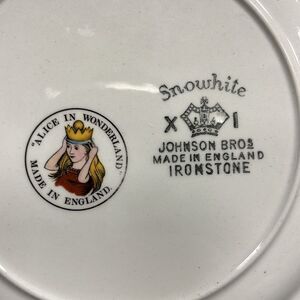 "ALICE IN WONDERLAND"
MADE IN ENGLAND.
Snowhite
X I
JOHNSON BROS
MADE IN ENGLAND
IRONSTONE